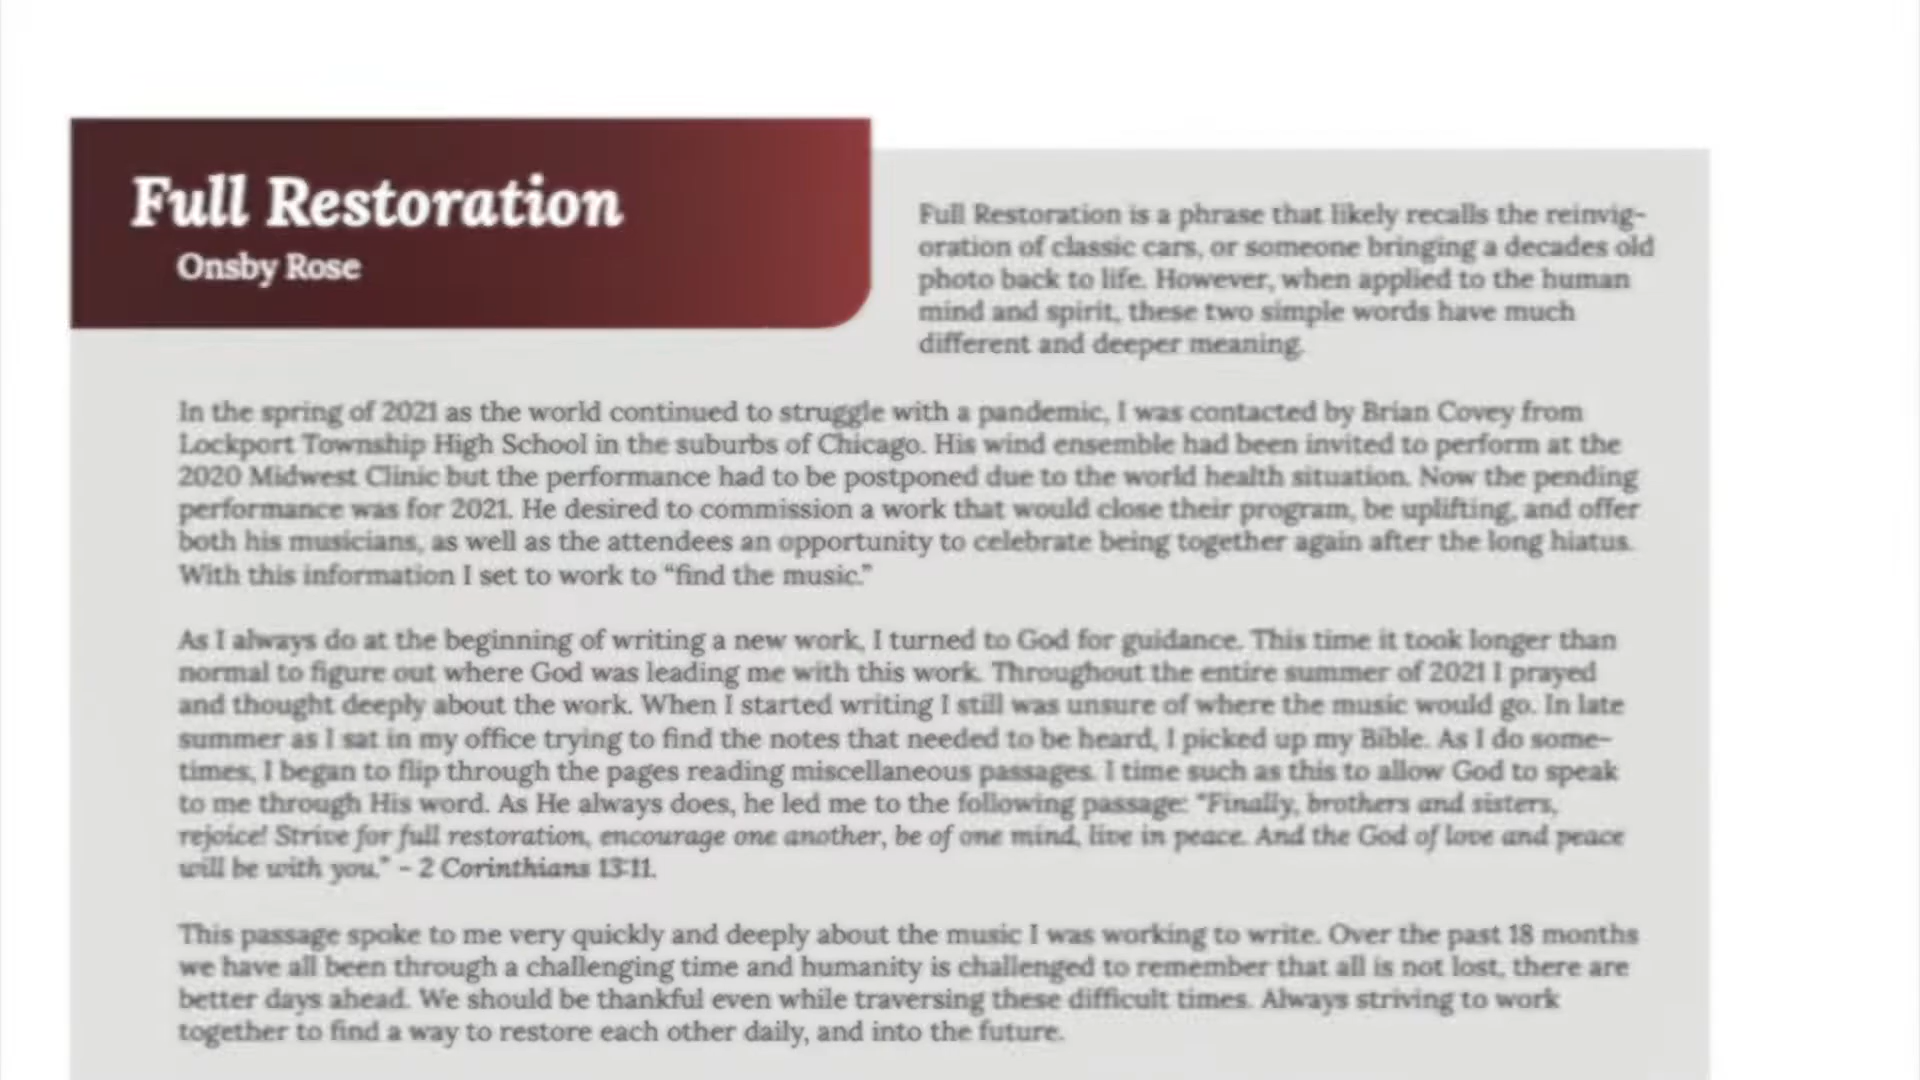 Full Restoration
Onsby Rose
Full Restoration is a phrase that likely recalls the reinvig-
oration of classic cars, or someone bringing a decades old
photo back to life. However, when applied to the human
mind and spirit, these two simple words have much
different and deeper meaning.
In the spring of 2021 as the world continued to struggle with a pandemic, I was contacted by Brian Covey from
Lockport Township High School in the suburbs of Chicago. His wind ensemble had been invited to perform at the
2020 Midwest Clinic but the performance had to be postponed due to the world health situation. Now the pending
performance was for 2021. He desired to commission a work that would close their program, be uplifting, and offer
both his musicians, as well as the attendees an opportunity to celebrate being together again after the long hiatus.
With this information I set to work to “find the music.”
As I always do at the beginning of writing a new work, I turned to God for guidance. This time it took longer than
normal to figure out where God was leading me with this work. Throughout the entire summer of 2021 I prayed
and thought deeply about the work. When I started writing I still was unsure of where the music would go. In late
summer as I sat in my office trying to find the notes that needed to be heard, I picked up my Bible. As I do some-
times, I began to flip through the pages reading miscellaneous passages. I time such as this to allow God to speak
to me through His word. As He always does, he led me to the following passage: “Finally, brothers and sisters,
rejoice! Strive for full restoration, encourage one another, be of one mind, live in peace. And the God of love and peace
will be with you.” - 2 Corinthians 13:11.
This passage spoke to me very quickly and deeply about the music I was working to write. Over the past 18 months
we have all been through a challenging time and humanity is challenged to remember that all is not lost, there are
better days ahead. We should be thankful even while traversing these difficult times. Always striving to work
together to find a way to restore each other daily, and into the future.